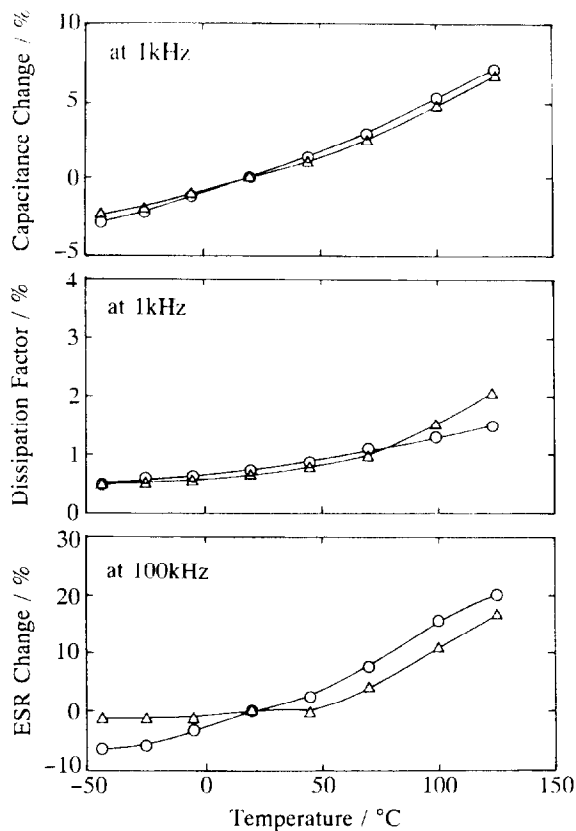 Capacitance Change / %
10
5
0
-5
at 1kHz
Dissipation Factor / %
4
3
2
1
0
at 1kHz
ESR Change / %
30
20
10
0
-10
at 100kHz
-50
0
50
100
150
Temperature / °C